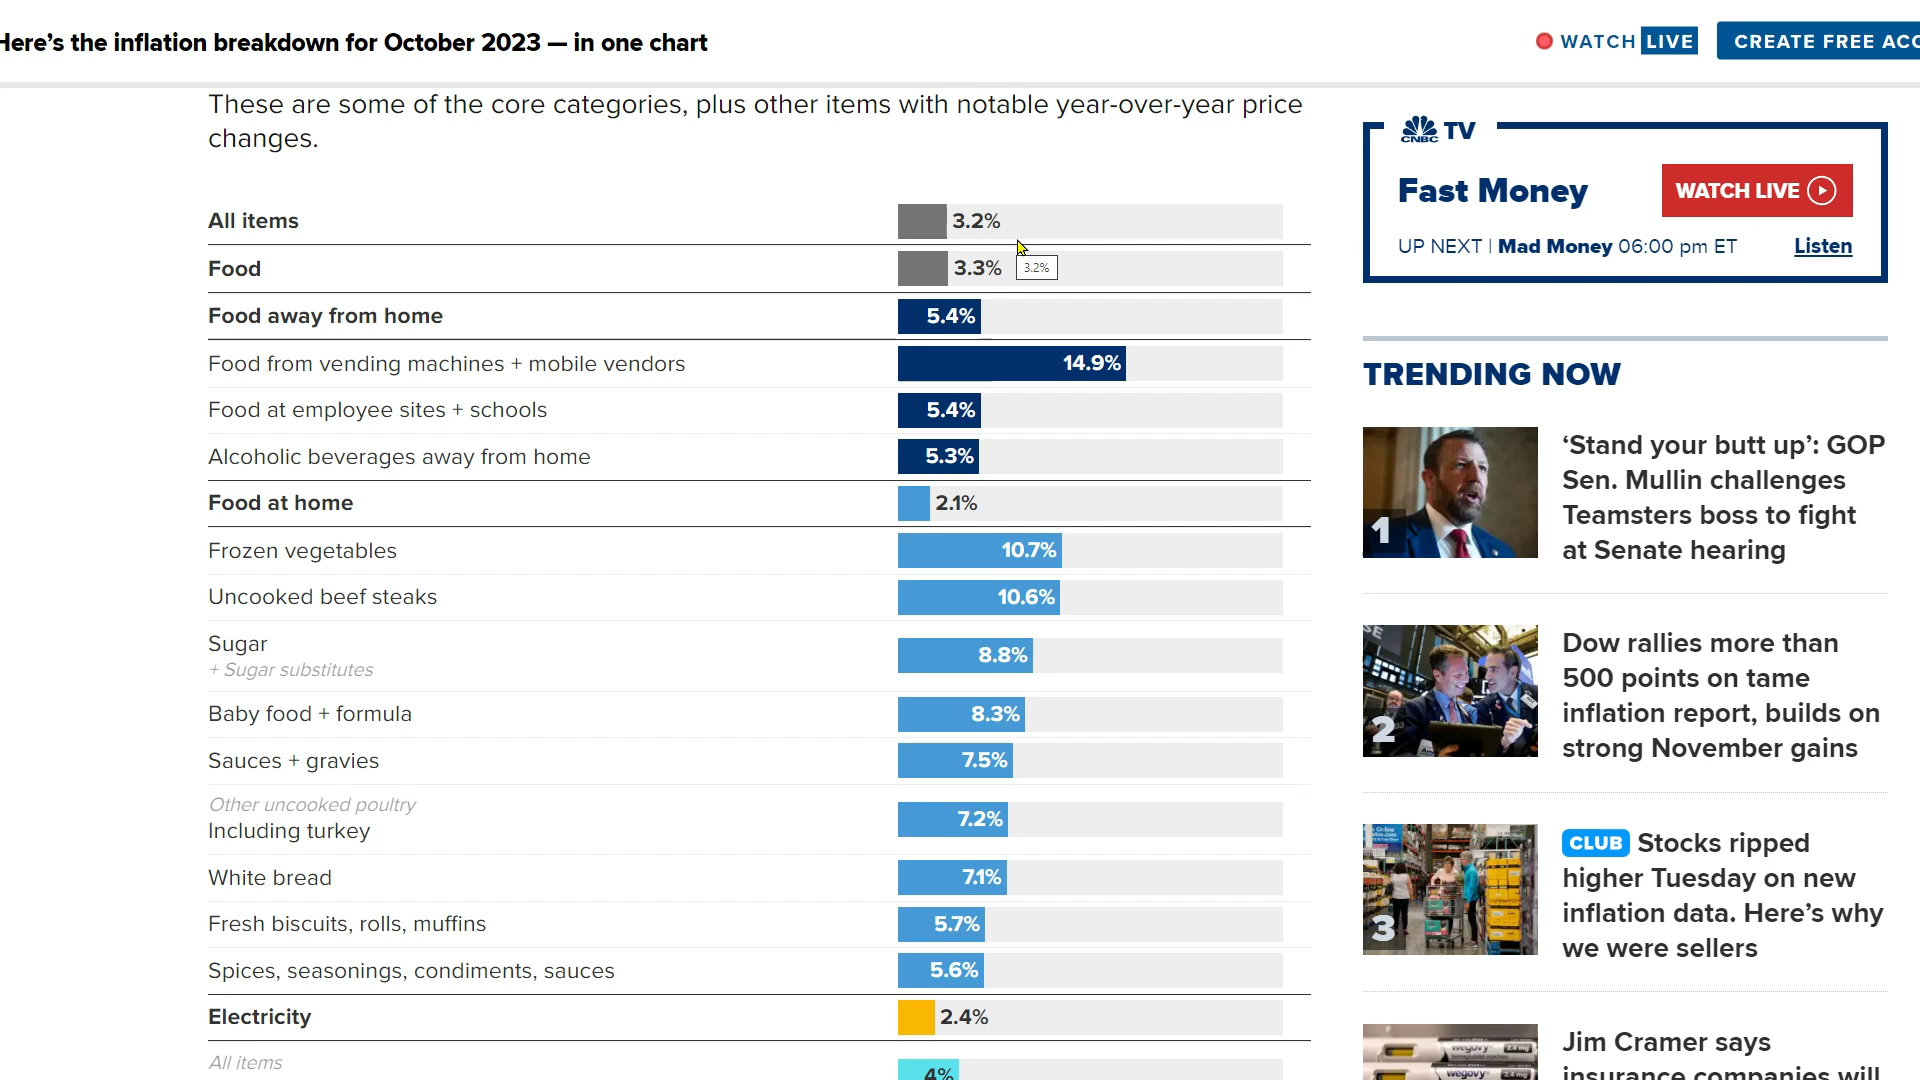 Here's the inflation breakdown for October 2023 — in one chart
WATCH LIVE
CREATE FREE
These are some of the core categories, plus other items with notable year-over-year price
changes.
All items 3.2%
3.2%
Food 3.3%
Food away from home 5.4%
Food from vending machines + mobile vendors 14.9%
Food at employee sites + schools 5.4%
Alcoholic beverages away from home 5.3%
Food at home 2.1%
Frozen vegetables 10.7%
Uncooked beef steaks 10.6%
Sugar
+ Sugar substitutes 8.8%
Baby food + formula 8.3%
Sauces + gravies 7.5%
Other uncooked poultry
Including turkey 7.2%
White bread 7.1%
Fresh biscuits, rolls, muffins 5.7%
Spices, seasonings, condiments, sauces 5.6%
Electricity 2.4%
All items
4%
CNBC TV
Fast Money
WATCH LIVE
UP NEXT | Mad Money 06:00 pm ET
Listen
TRENDING NOW
1
'Stand your butt up': GOP
Sen. Mullin challenges
Teamsters boss to fight
at Senate hearing
2
Dow rallies more than
500 points on tame
inflation report, builds on
strong November gains
3
CLUB Stocks ripped
higher Tuesday on new
inflation data. Here's why
we were sellers
wegovy
wegovy
Jim Cramer says
insurance companies will